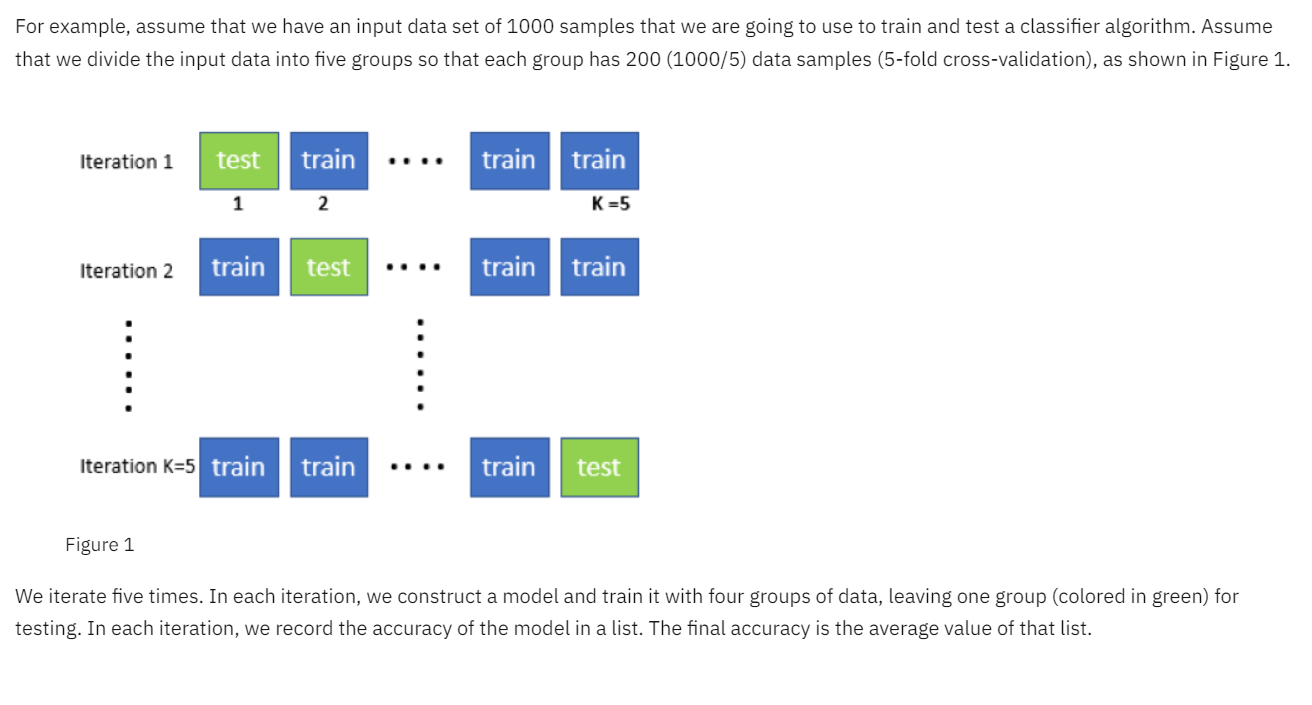 For example, assume that we have an input data set of 1000 samples that we are going to use to train and test a classifier algorithm. Assume
that we divide the input data into five groups so that each group has 200 (1000/5) data samples (5-fold cross-validation), as shown in Figure 1.
Iteration 1 test train .... train train
1 2 K =5
Iteration 2 train test .... train train
Iteration K=5 train train .... train test
Figure 1
We iterate five times. In each iteration, we construct a model and train it with four groups of data, leaving one group (colored in green) for
testing. In each iteration, we record the accuracy of the model in a list. The final accuracy is the average value of that list.